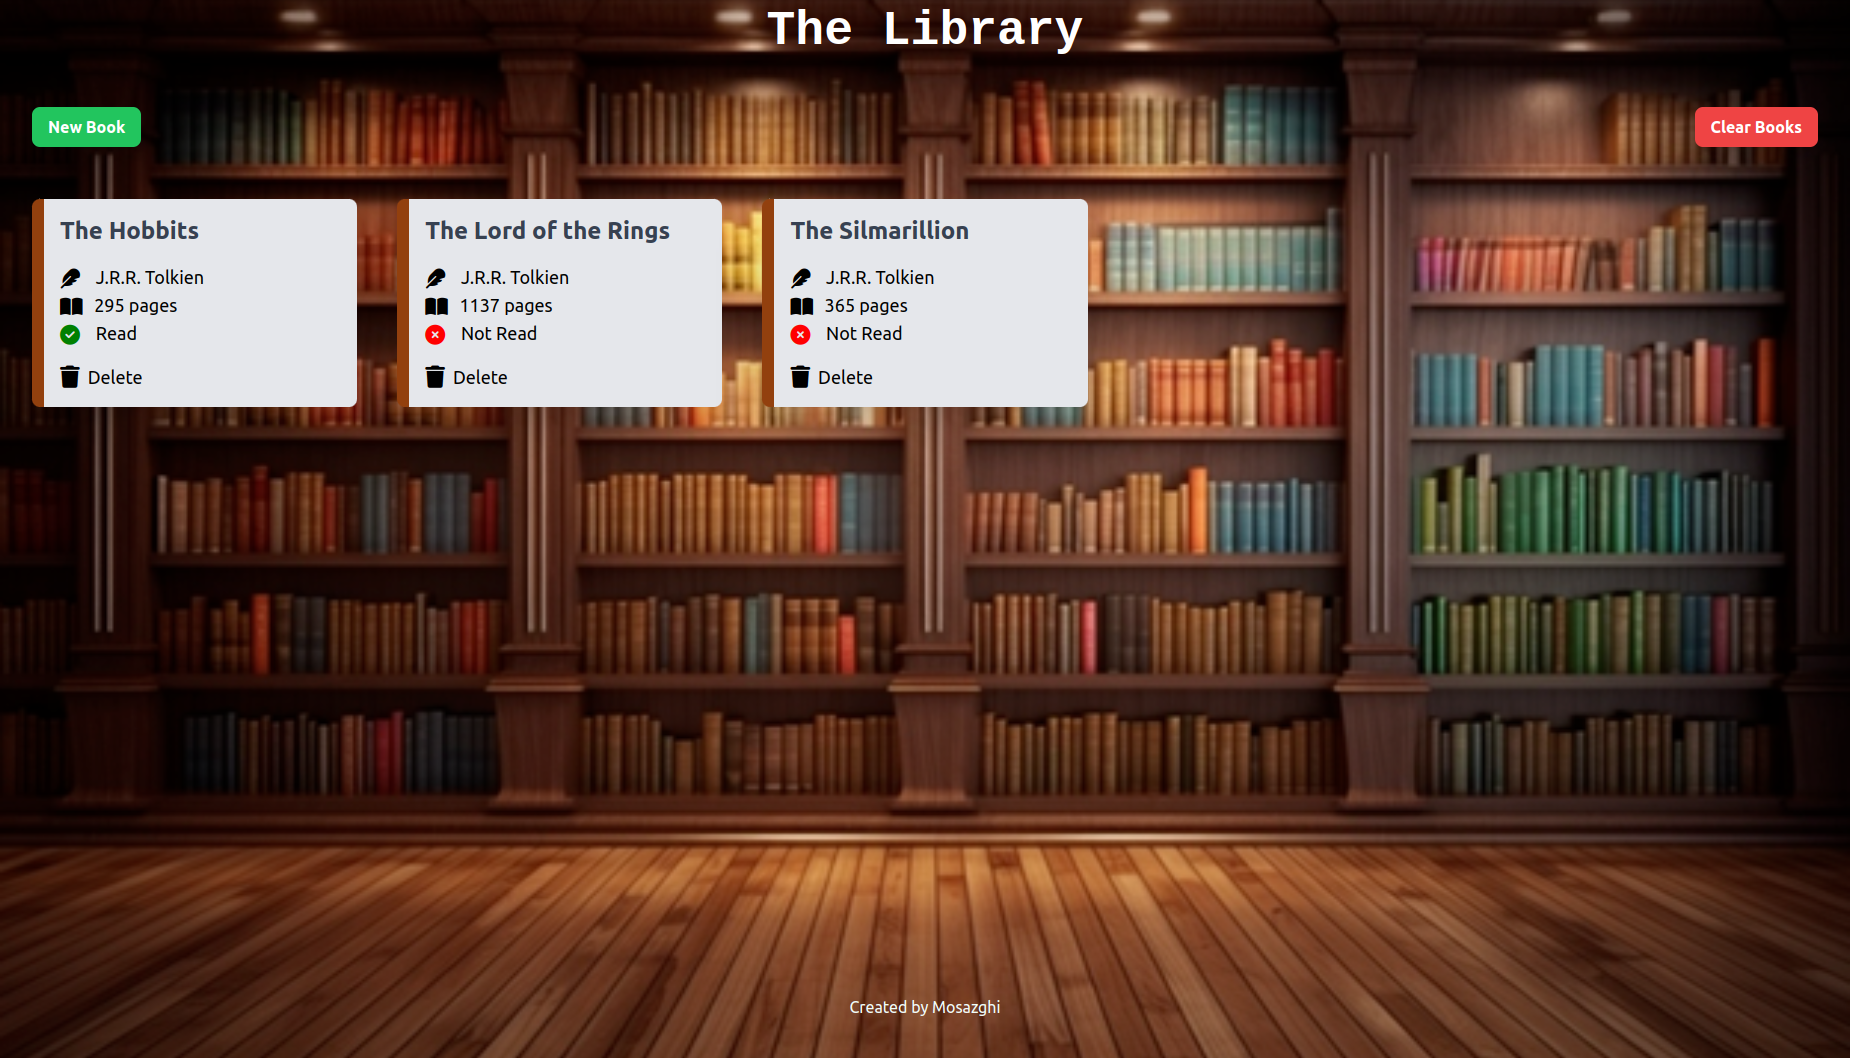 The Library
New Book
Clear Books
The Hobbits
J.R.R. Tolkien
295 pages
Read
Delete
The Lord of the Rings
J.R.R. Tolkien
1137 pages
Not Read
Delete
The Silmarillion
J.R.R. Tolkien
365 pages
Not Read
Delete
Created by Mosazghi